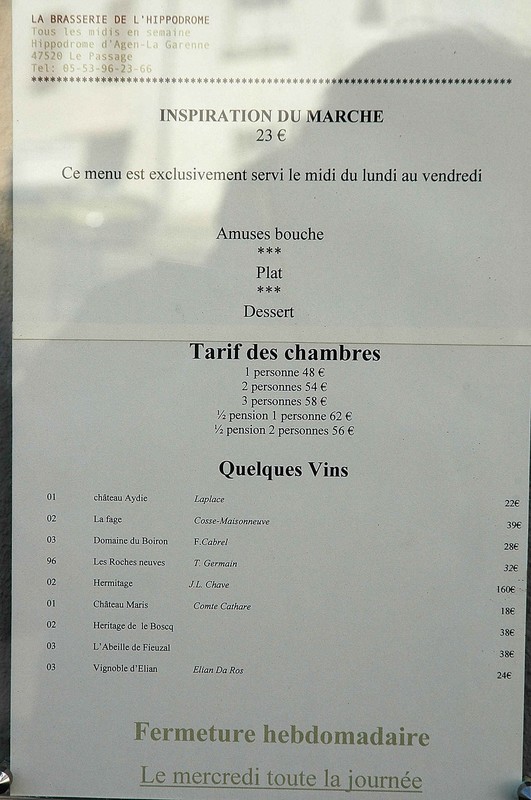 LA BRASSERIE DE L'HIPPODROME
Tous les midis en semaine
Hippodrome d'Agen-La Garenne
47520 Le Passage
Tel: 05-53-96-23-66
INSPIRATION DU MARCHE
23 €
Ce menu est exclusivement servi le midi du lundi au vendredi
Amuses bouche
***
Plat
***
Dessert
Tarif des chambres
1 personne 48 €
2 personnes 54 €
3 personnes 58 €
½ pension 1 personne 62 €
½ pension 2 personnes 56 €
Quelques Vins
01 château Aydie Laplace 22€
02 La fage Cosse-Maisonneuve 39€
03 Domaine du Boiron F.Cabrel 28€
96 Les Roches neuves T. Germain 32€
02 Hermitage J.L. Chave 160€
01 Château Maris Comte Cathare 18€
02 Heritage de le Boscq 38€
03 L'Abeille de Fieuzal 38€
03 Vignoble d'Elian Elian Da Ros 24€
Fermeture hebdomadaire
Le mercredi toute la journée